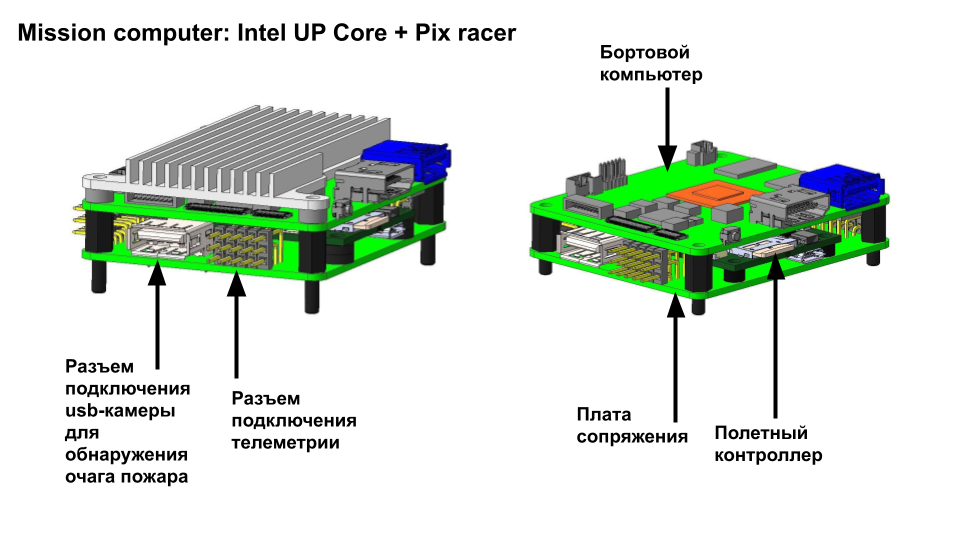 Mission computer: Intel UP Core + Pix racer
Бортовой
компьютер
Разъем
подключения
usb-камеры
для
обнаружения
очага пожара
Разъем
подключения
телеметрии
Плата
сопряжения
Полетный
контроллер